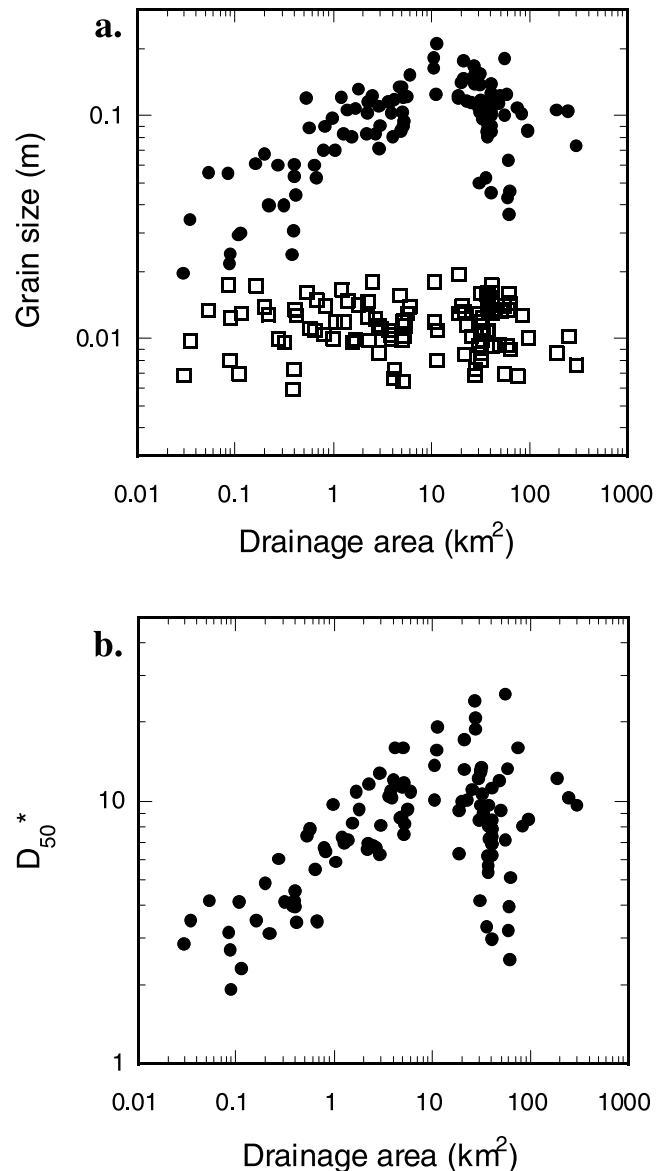 a.
0.1
0.01
Grain size (m)
0.01 0.1 1 10 100 1000
Drainage area (km²)
b.
10
1
D₅₀*
0.01 0.1 1 10 100 1000
Drainage area (km²)